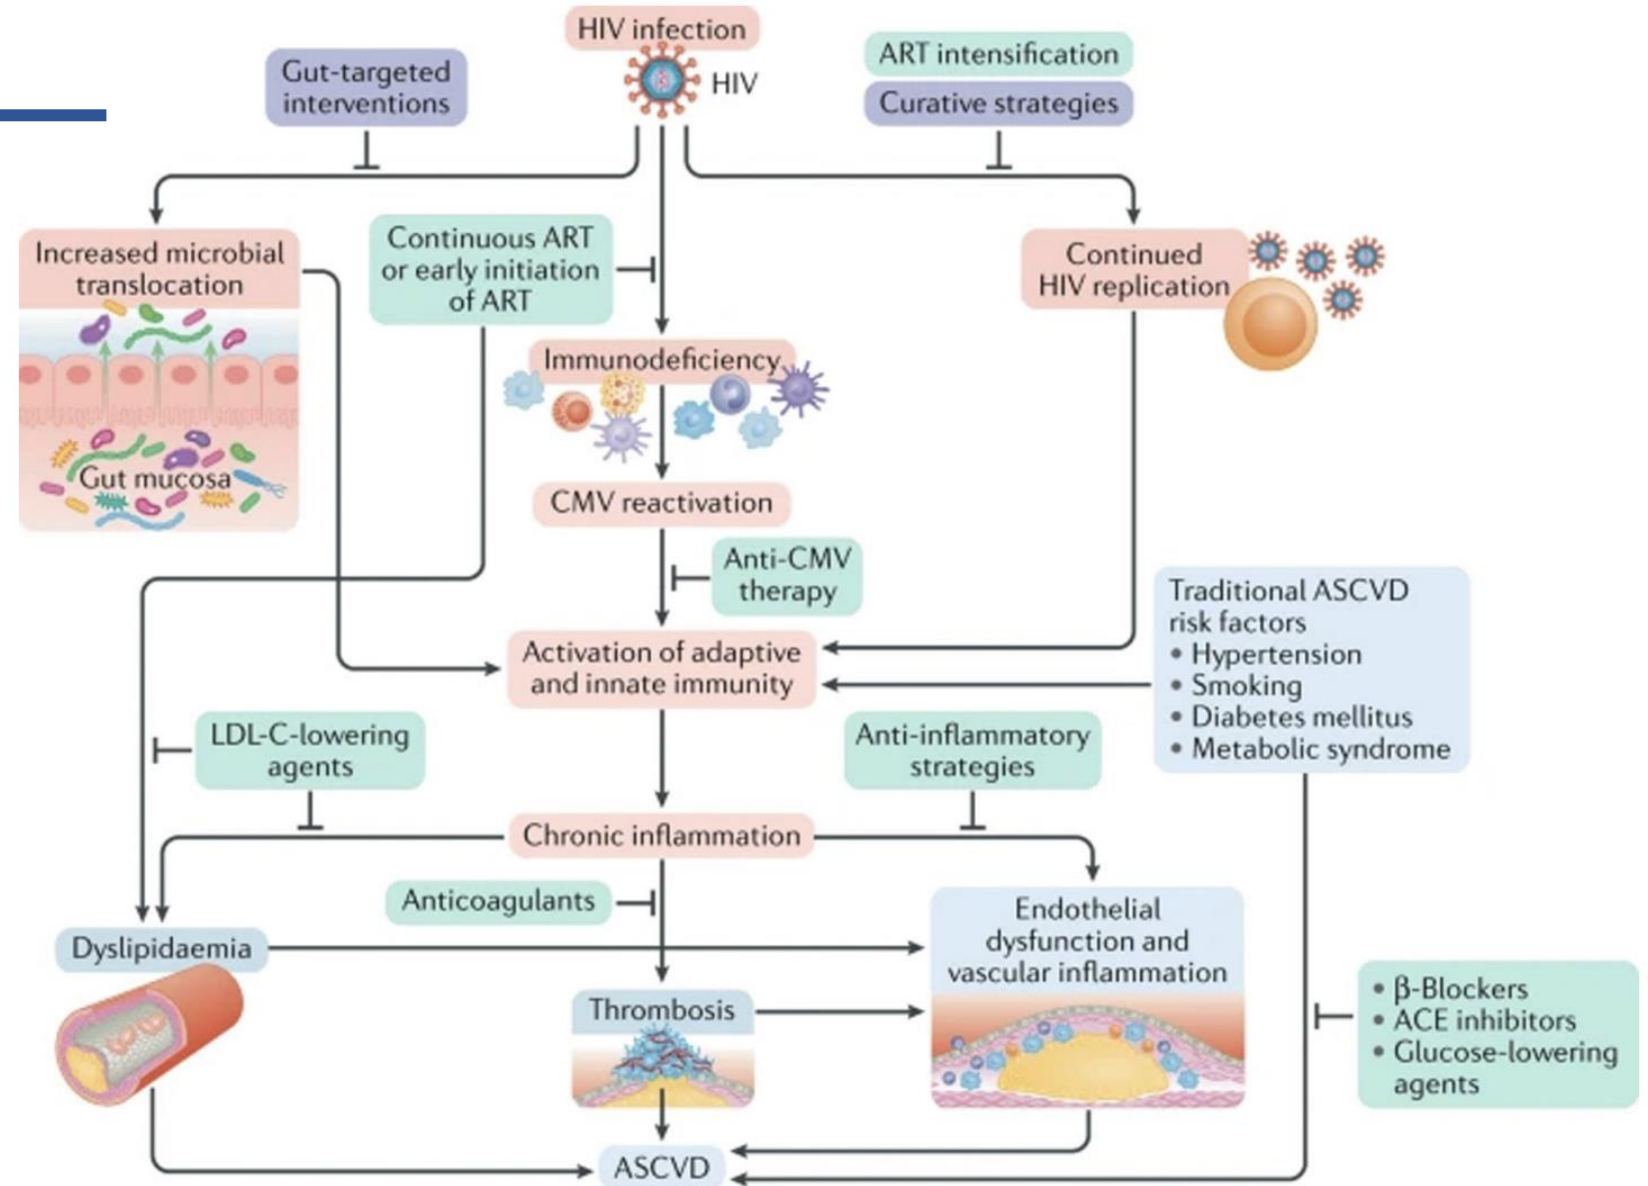 HIV infection
HIV
Gut-targeted
interventions
ART intensification
Curative strategies
Increased microbial
translocation
Gut mucosa
Continuous ART
or early initiation
of ART
Continued
HIV replication
Immunodeficiency
CMV reactivation
Anti-CMV
therapy
Traditional ASCVD
risk factors
• Hypertension
• Smoking
• Diabetes mellitus
• Metabolic syndrome
Activation of adaptive
and innate immunity
LDL-C-lowering
agents
Anti-inflammatory
strategies
Chronic inflammation
Anticoagulants
Dyslipidaemia
Endothelial
dysfunction and
vascular inflammation
Thrombosis
• β-Blockers
• ACE inhibitors
• Glucose-lowering
agents
ASCVD